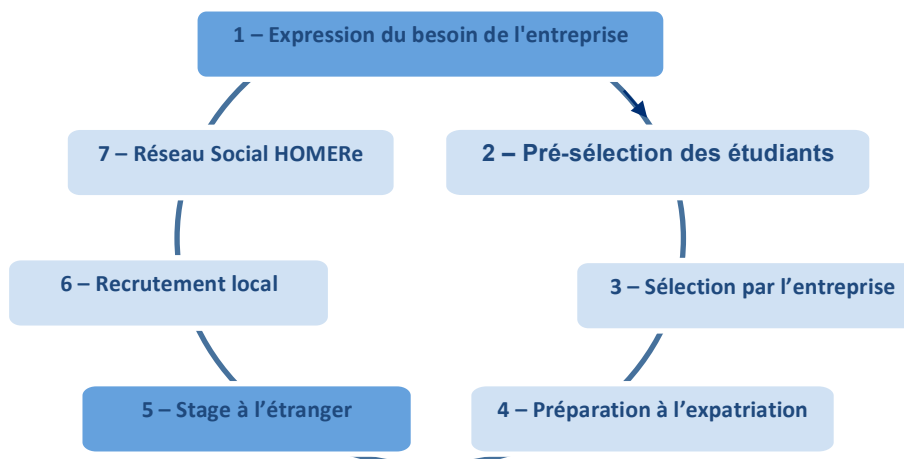 1 – Expression du besoin de l'entreprise
2 – Pré-sélection des étudiants
3 – Sélection par l’entreprise
4 – Préparation à l’expatriation
5 – Stage à l’étranger
6 – Recrutement local
7 – Réseau Social HOMERe